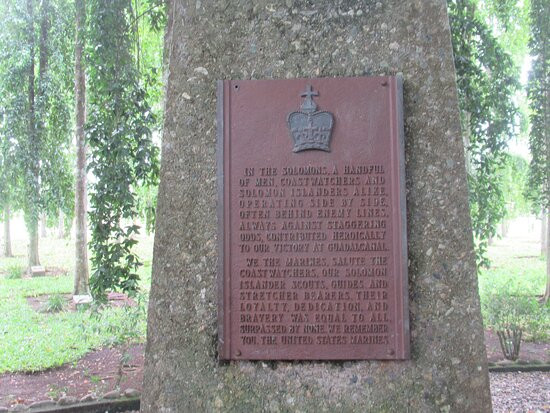 IN THE SOLOMONS, A HANDFUL
OF MEN, COASTWATCHERS AND
SOLOMON ISLANDERS ALIKE,
OPERATING SIDE BY SIDE,
OFTEN BEHIND ENEMY LINES,
ALWAYS AGAINST STAGGERING
ODDS, CONTRIBUTED HEROICALLY
TO OUR VICTORY AT GUADALCANAL.
WE THE MARINES, SALUTE THE
COASTWATCHERS, OUR SOLOMON
ISLANDER SCOUTS, GUIDES AND
STRETCHER BEARERS. THEIR
LOYALTY, DEDICATION, AND
BRAVERY WAS EQUAL TO ALL,
SURPASSED BY NONE. WE REMEMBER
YOU. THE UNITED STATES MARINES